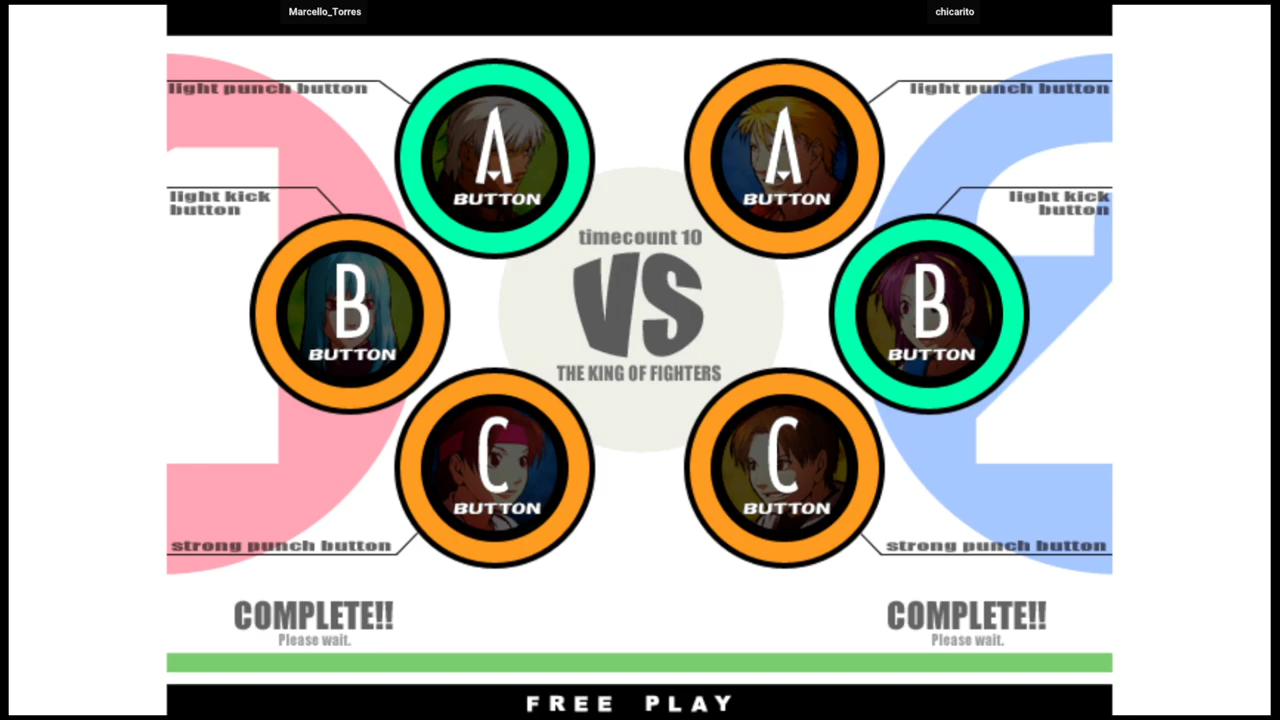 Marcello_Torres
chicarito
light punch button
A
BUTTON
A
BUTTON
light punch button
light kick
button
B
BUTTON
timecount 10
VS
THE KING OF FIGHTERS
light kick
button
B
BUTTON
C
BUTTON
C
BUTTON
strong punch button
strong punch button
COMPLETE!!
Please wait.
COMPLETE!!
Please wait.
FREE PLAY